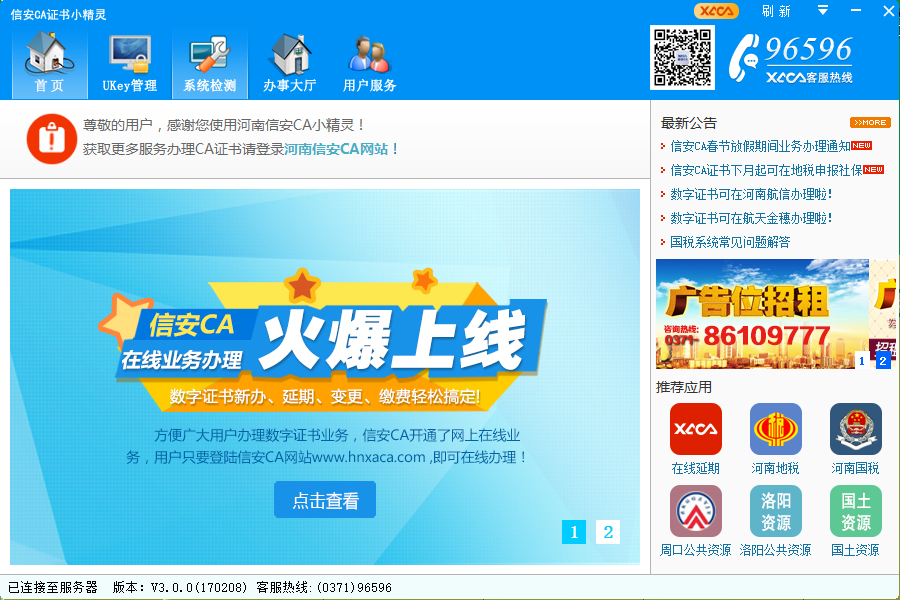 信安CA证书小精灵
XACA 刷 新
首 页
UKey管理
系统检测
办事大厅
用户服务
96596
XACA客服热线
尊敬的用户，感谢您使用河南信安CA小精灵！
获取更多服务办理CA证书请登录河南信安CA网站！
信安CA
在线业务办理
火爆上线
数字证书新办、延期、变更、缴费轻松搞定!
方便广大用户办理数字证书业务，信安CA开通了网上在线业
务，用户只要登陆信安CA网站www.hnxaca.com ,即可在线办理！
点击查看
1 2
最新公告
>>MORE
信安CA春节放假期间业务办理通知 NEW
信安CA证书下月起可在地税申报社保 NEW
数字证书可在河南航信办理啦!
数字证书可在航天金穗办理啦!
国税系统常见问题解答
广告位招租
咨询热线:
0371- 86109777
招租
1 2
推荐应用
XACA
税
在线延期
河南地税
河南国税
洛阳
资源
国土
资源
周口公共资源
洛阳公共资源
国土资源
已连接至服务器 版本: V3.0.0(170208) 客服热线:(0371)96596